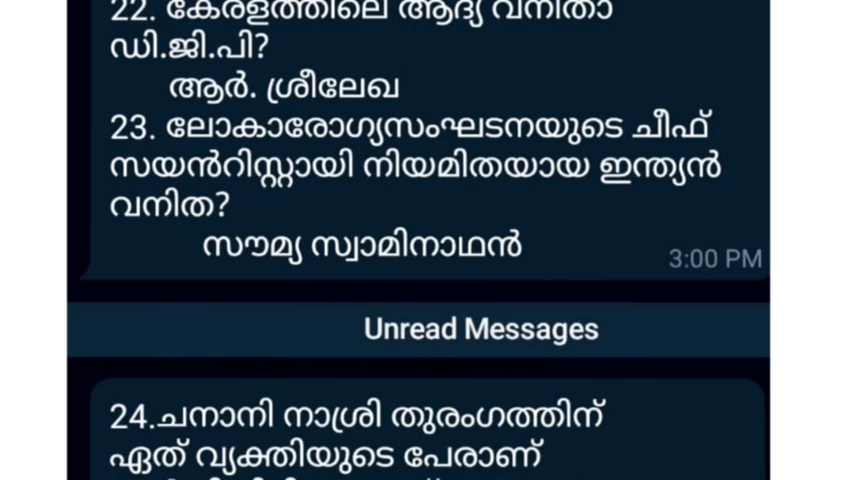 22. കേരളത്തിലെ ആദ്യ വനിതാ
ഡി.ജി.പി?
ആർ. ശ്രീലേഖ
23. ലോകാരോഗ്യസംഘടനയുടെ ചീഫ്
സയൻറിസ്റ്റായി നിയമിതയായ ഇന്ത്യൻ
വനിത?
സൗമ്യ സ്വാമിനാഥൻ
3:00 PM
Unread Messages
24.ചനാനി നാശ്രി തുരംഗത്തിന്
ഏത് വ്യക്തിയുടെ പേരാണ്